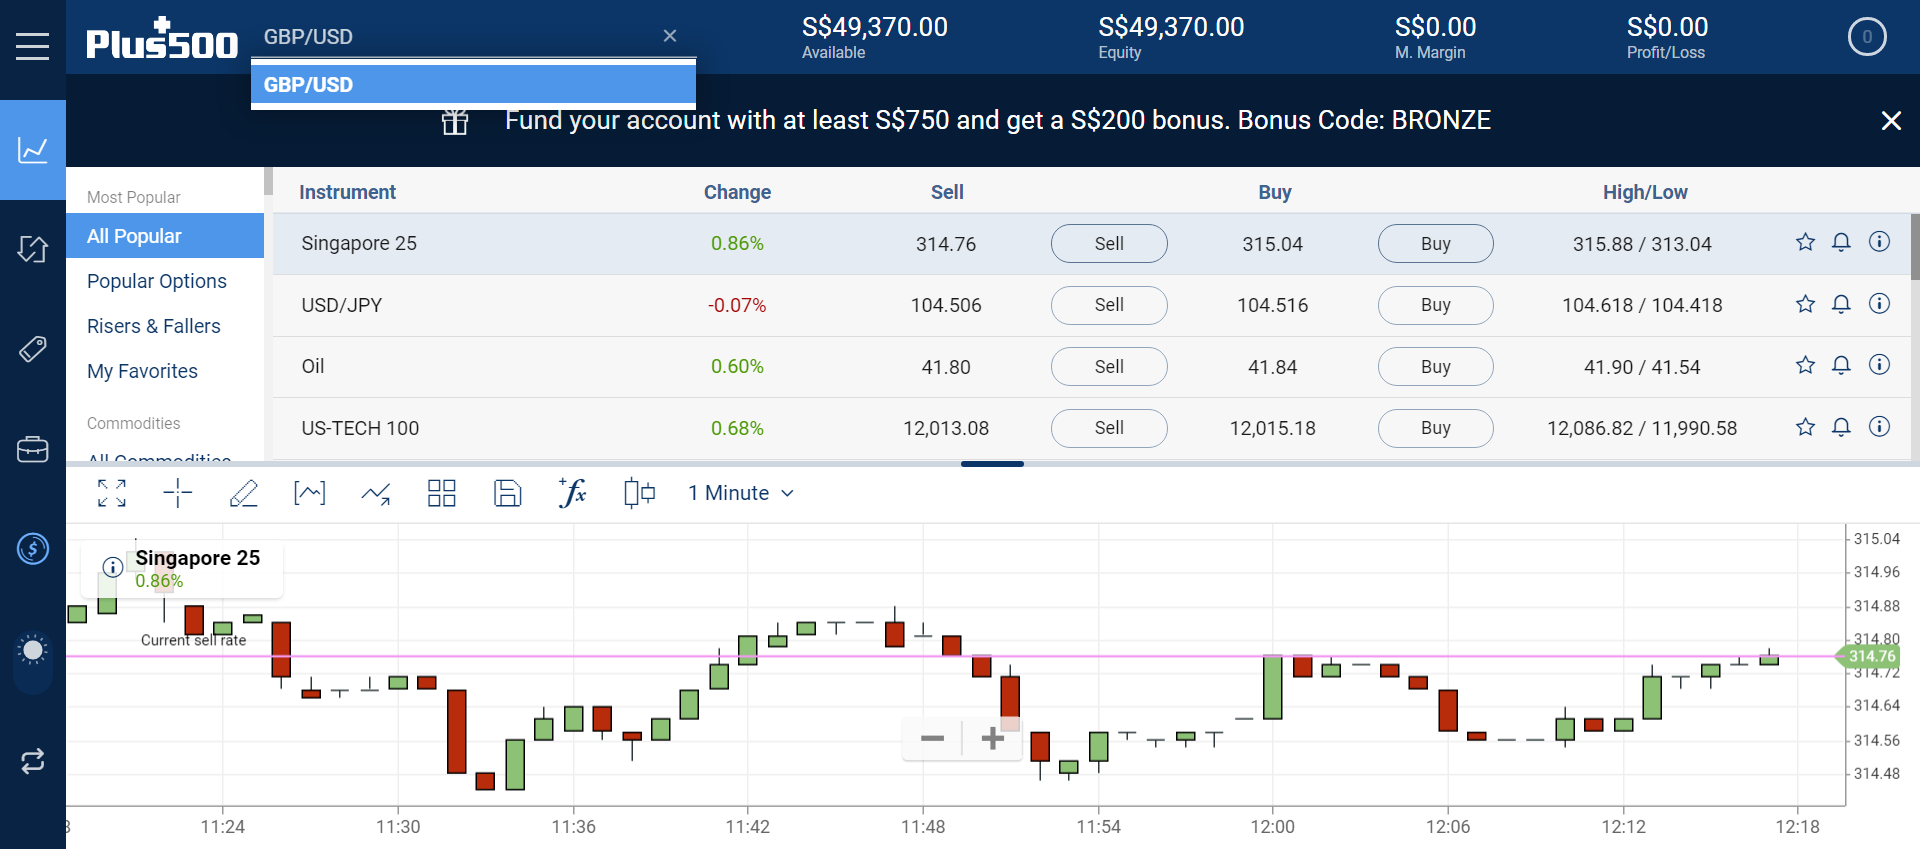 Plus500
GBP/USD
GBP/USD
S$49,370.00
Available
S$49,370.00
Equity
S$0.00
M. Margin
S$0.00
Profit/Loss
0
Fund your account with at least S$750 and get a S$200 bonus. Bonus Code: BRONZE
Most Popular
All Popular
Popular Options
Risers & Fallers
My Favorites
Commodities
All Commodities
Instrument Change Sell Buy High/Low
Singapore 25 0.86% 314.76 Sell 315.04 Buy 315.88 / 313.04
USD/JPY -0.07% 104.506 Sell 104.516 Buy 104.618 / 104.418
Oil 0.60% 41.80 Sell 41.84 Buy 41.90 / 41.54
US-TECH 100 0.68% 12,013.08 Sell 12,015.18 Buy 12,086.82 / 11,990.58
+fx
1 Minute
Singapore 25
0.86%
Current sell rate
315.04
314.96
314.88
314.80
314.76
314.72
314.64
314.56
314.48
11:24 11:30 11:36 11:42 11:48 11:54 12:00 12:06 12:12 12:18